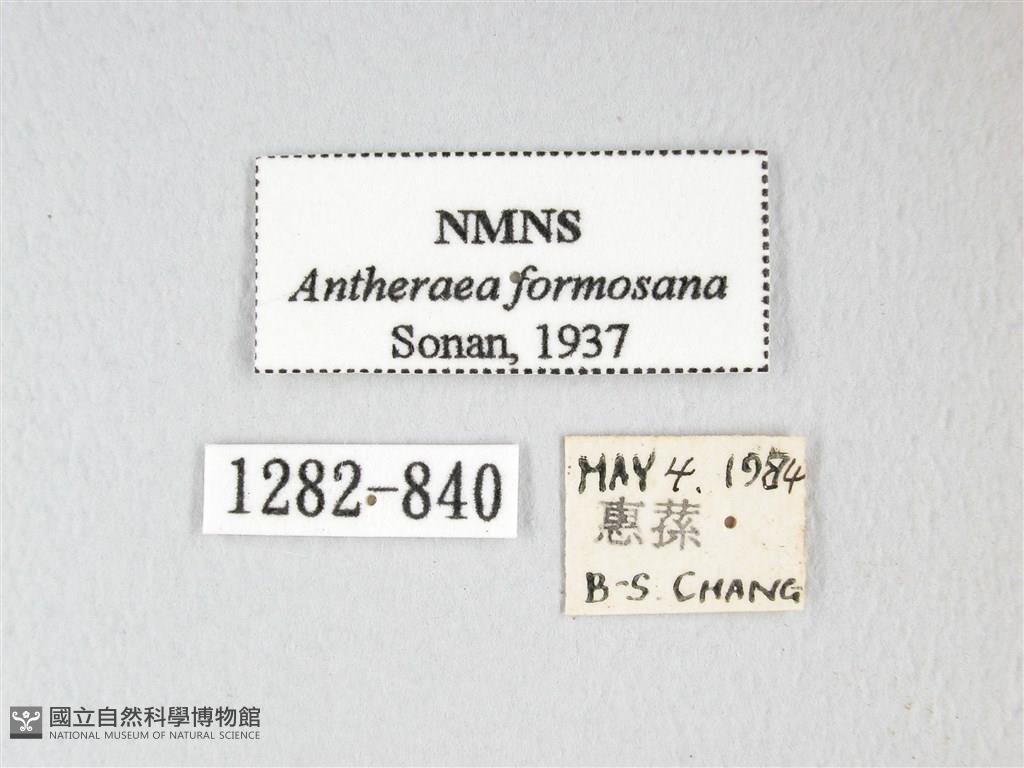 NMNS
Antheraea formosana
Sonan, 1937
1282-840
MAY 4. 1984
惠蓀
B-S. CHANG
國立自然科學博物館
NATIONAL MUSEUM OF NATURAL SCIENCE